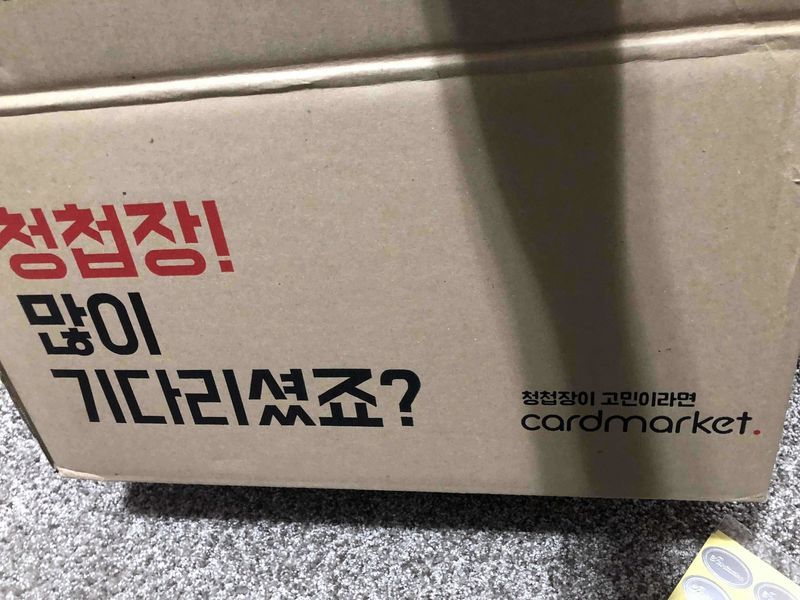 청첩장!
많이
기다리셨죠?
청첩장이 고민이라면
cardmarket.